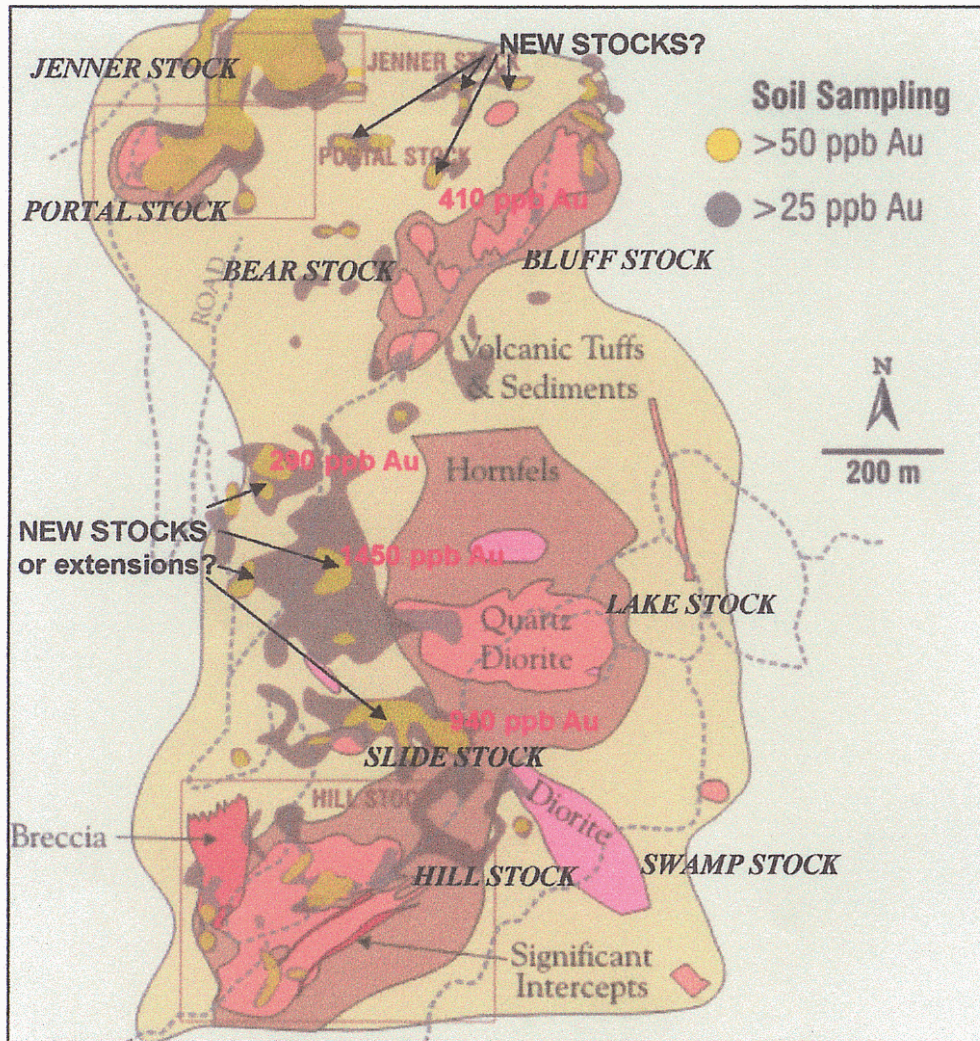 NEW STOCKS?
JENNER STOCK
JENNER STOCK
Soil Sampling
>50 ppb Au
PORTAL STOCK
PORTAL STOCK
410 ppb Au
>25 ppb Au
BEAR STOCK
BLUFF STOCK
ROAD
Volcanic Tuffs
& Sediments
N
200 m
290 ppb Au
Hornfels
NEW STOCKS
or extensions?
1450 ppb Au
LAKE STOCK
Quartz
Diorite
940 ppb Au
SLIDE STOCK
HILL STOC
Diorite
Breccia
HILL STOCK
SWAMP STOCK
Significant
Intercepts